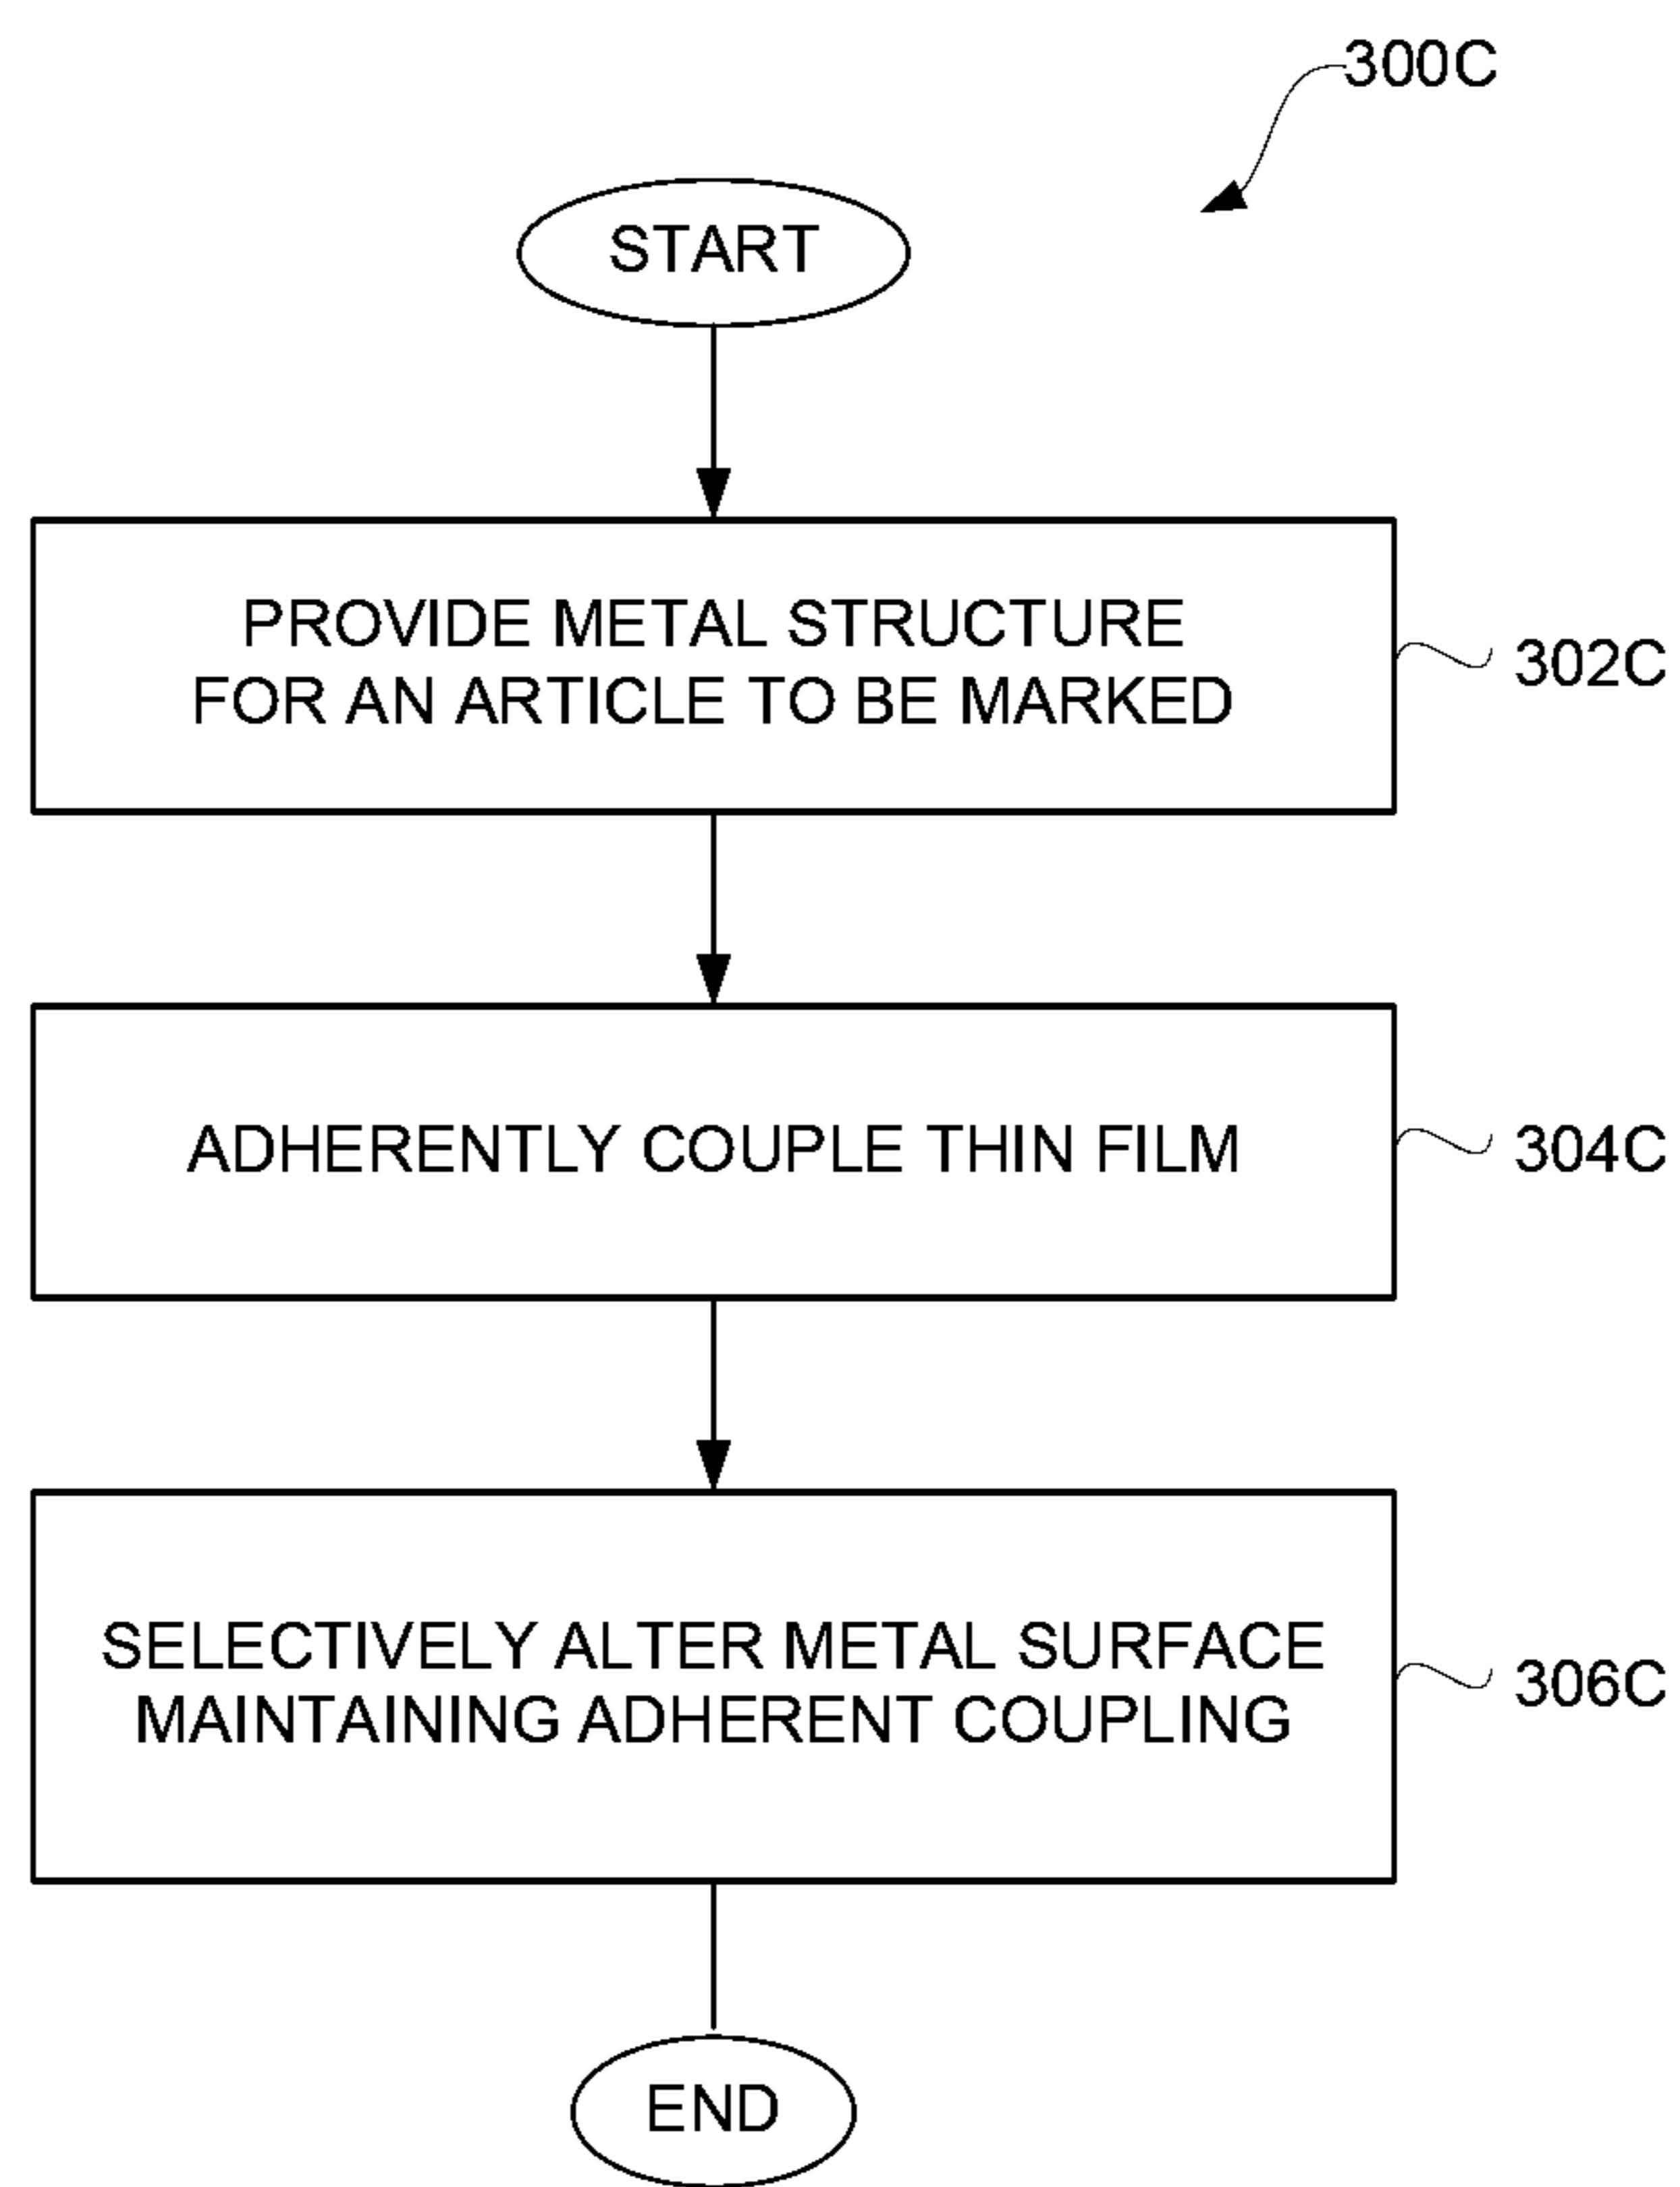 300C
START
PROVIDE METAL STRUCTURE
FOR AN ARTICLE TO BE MARKED
302C
ADHERENTLY COUPLE THIN FILM
304C
SELECTIVELY ALTER METAL SURFACE
MAINTAINING ADHERENT COUPLING
306C
END